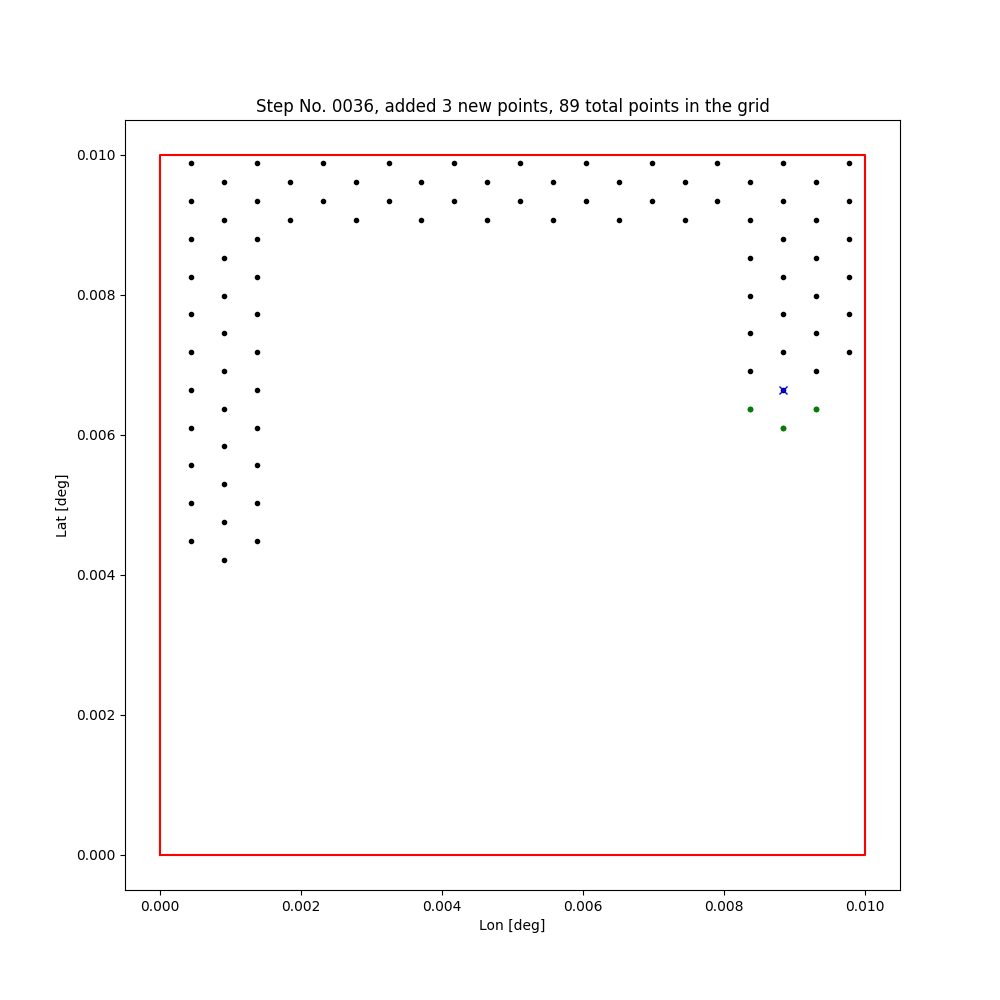 Step No. 0036, added 3 new points, 89 total points in the grid
0.010
0.008
0.006
0.004
0.002
0.000
Lat [deg]
0.000 0.002 0.004 0.006 0.008 0.010
Lon [deg]